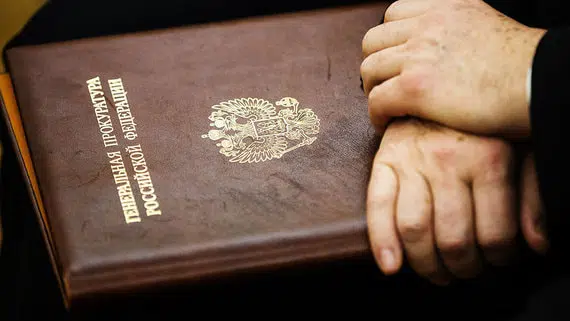 ГЕНЕРАЛЬНАЯ ПРОКУРАТУРА
РОССИЙСКОЙ ФЕДЕРАЦИИ